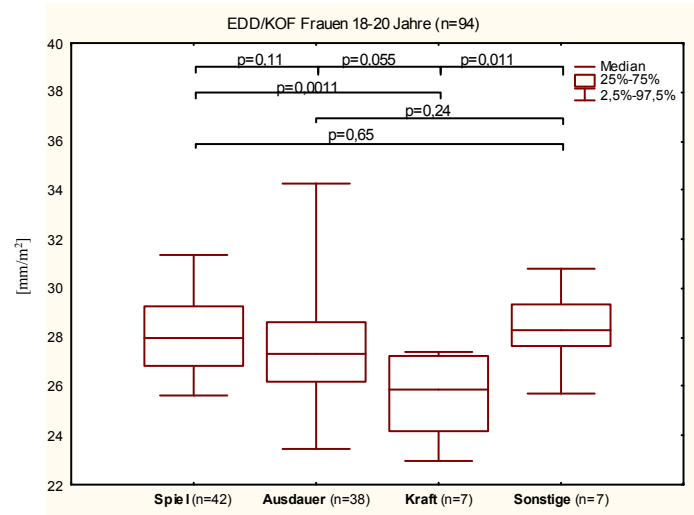 EDD/KOF Frauen 18-20 Jahre (n=94)
40
p=0,11 p=0,055 p=0,011
Median
25%-75%
2,5%-97,5%
38
p=0,0011
p=0,24
36
p=0,65
34
32
[mm/m²]
30
28
26
24
22
Spiel (n=42) Ausdauer (n=38) Kraft (n=7) Sonstige (n=7)